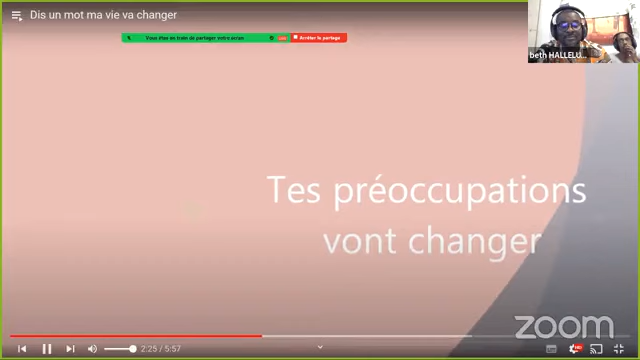 Dis un mot ma vie va changer
Vous êtes en train de partager votre écran
Arrêter le partage
beth HALLELU...
Tes préoccupations
vont changer
zoom
2:25 / 5:57